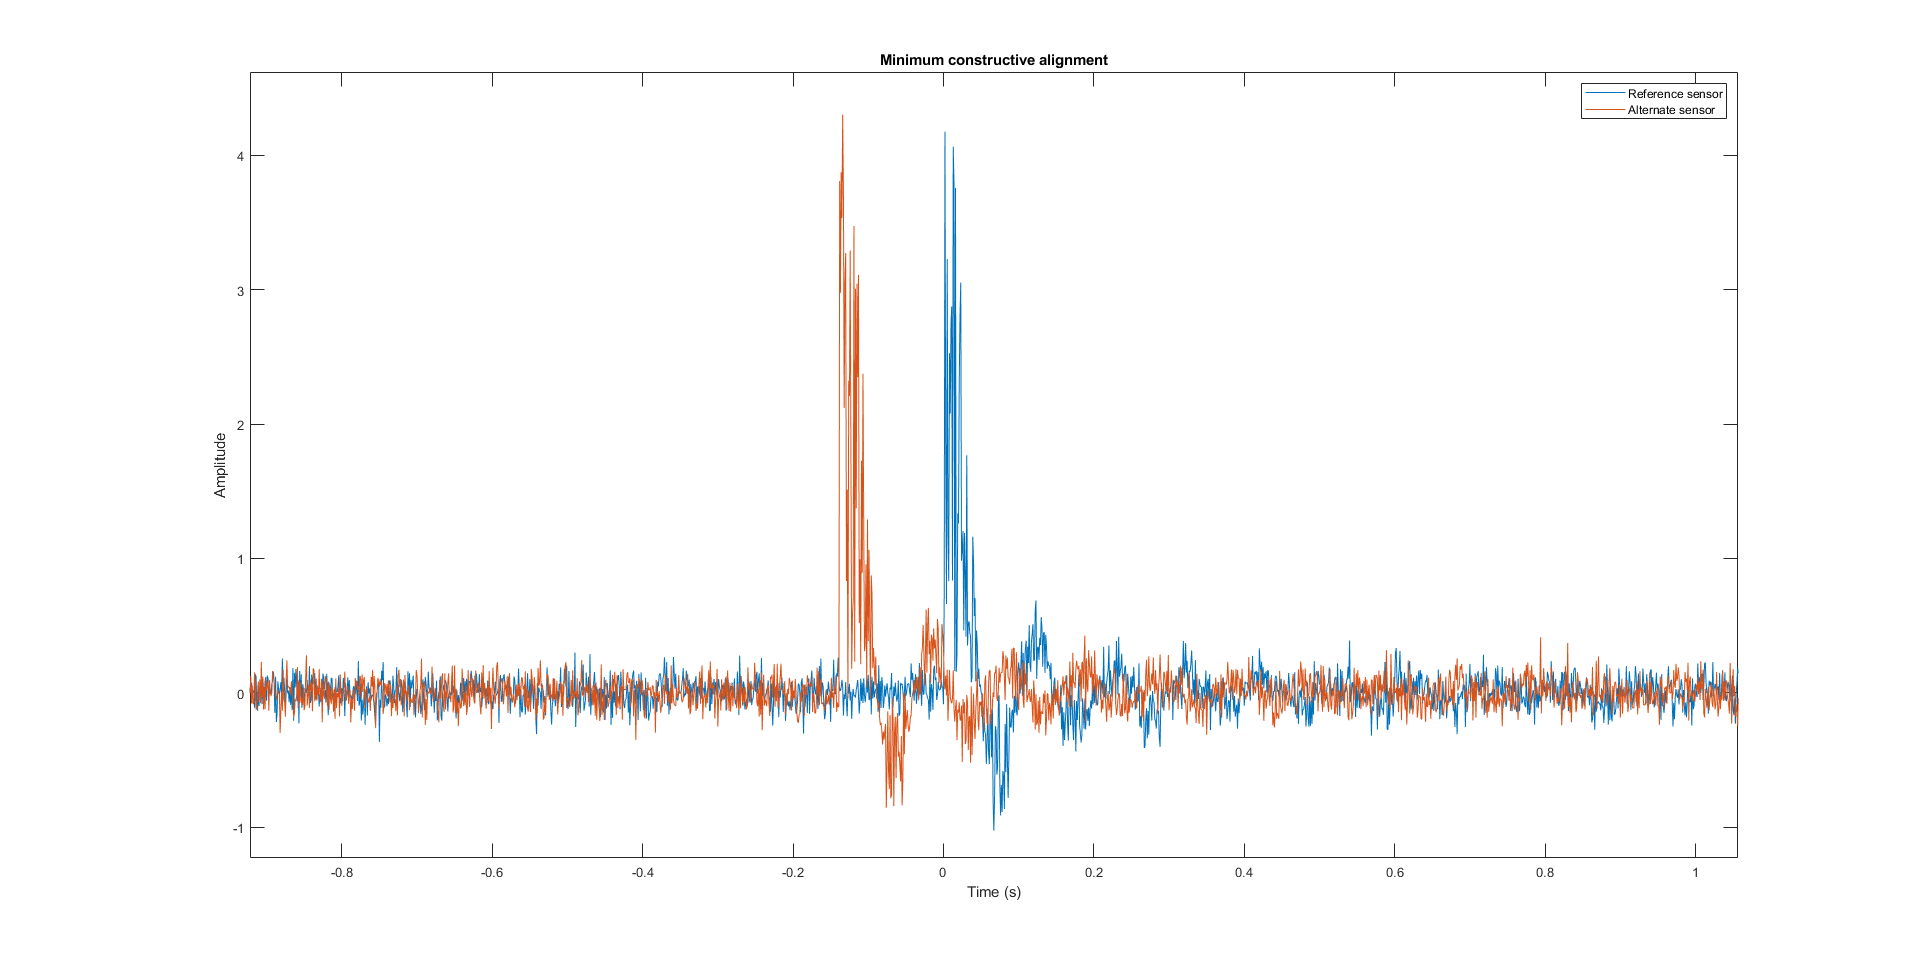 Minimum constructive alignment
Reference sensor
Alternate sensor
4
3
2
1
0
-1
Amplitude
-0.8 -0.6 -0.4 -0.2 0 0.2 0.4 0.6 0.8 1
Time (s)